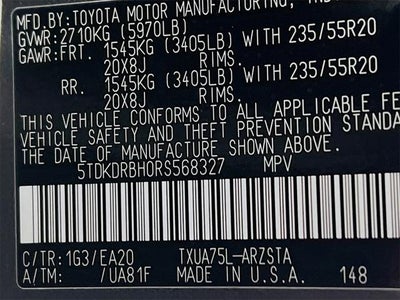 MFD.BY:TOYOTA MOTOR MANUFACTURING,
GVWR:2710KG (5970LB)
GAWR:FRT. 1545KG (3405LB) WITH 235/55R20
20X8J RIMS.
RR. 1545KG (3405LB) WITH 235/55R20
20X8J RIMS.
THIS VEHICLE CONFORMS TO ALL APPLICABLE FE
VEHICLE SAFETY AND THEFT PREVENTION STANDA
OF MANUFACTURE SHOWN ABOVE.
5TDKDRBH0RS568327 MPV
C/TR:1G3/EA20 TXUA75L-ARZSTA
A/TM: /UA81F MADE IN U.S.A. 148